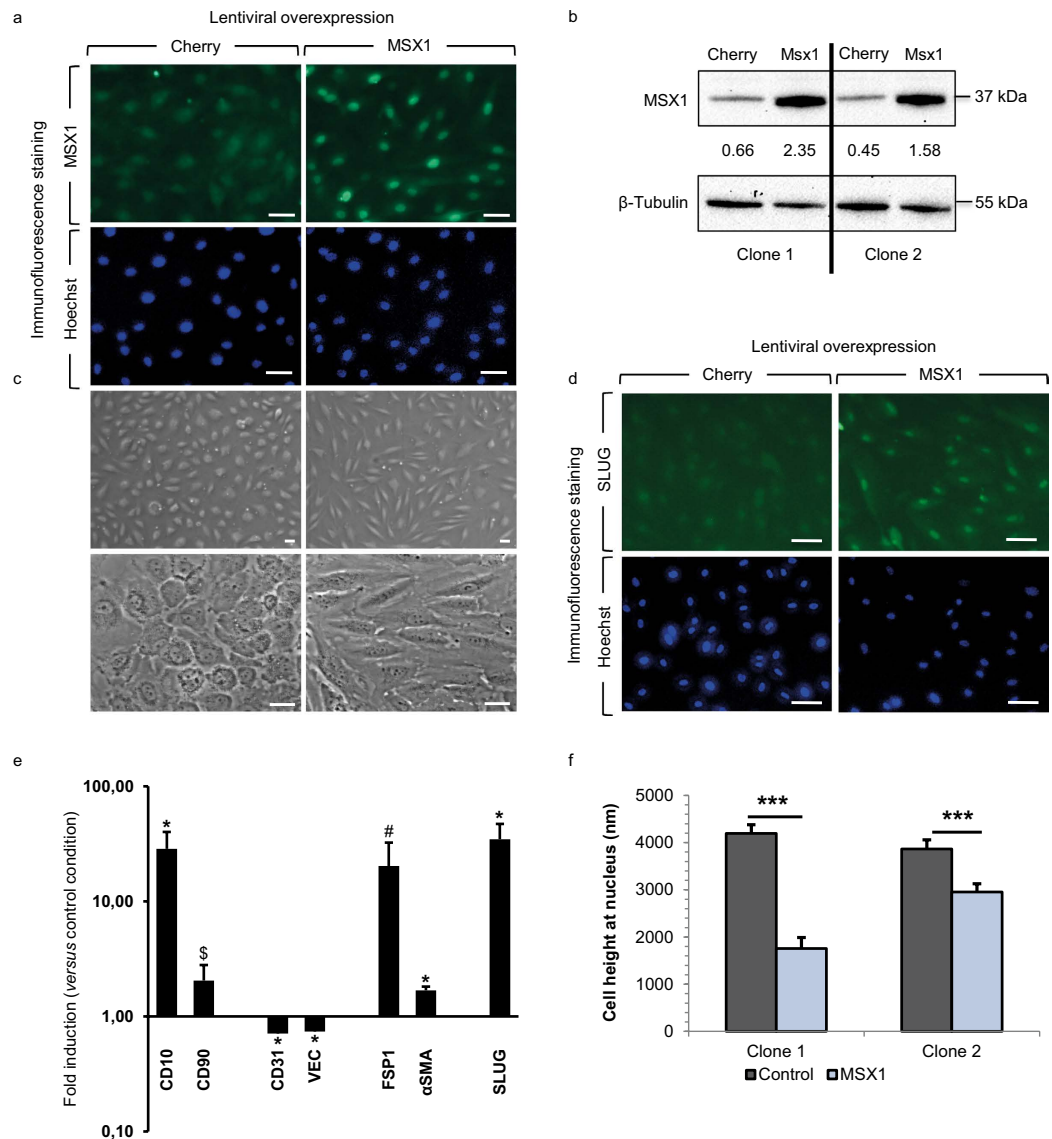 a
Lentiviral overexpression
Cherry
MSX1
Immunofluorescence staining
MSX1
Hoechst
b
Cherry Msx1 Cherry Msx1
MSX1
37 kDa
0.66 2.35 0.45 1.58
β-Tubulin
55 kDa
Clone 1 Clone 2
c
d
Lentiviral overexpression
Cherry
MSX1
Immunofluorescence staining
SLUG
Hoechst
e
Fold induction (versus control condition)
100,00
10,00
1,00
0,10
*
$
*
*
#
*
*
CD10
CD90
CD31
VEC
FSP1
αSMA
SLUG
f
Cell height at nucleus (nm)
5000
4000
3000
2000
1000
0
***
***
Clone 1 Clone 2
Control MSX1